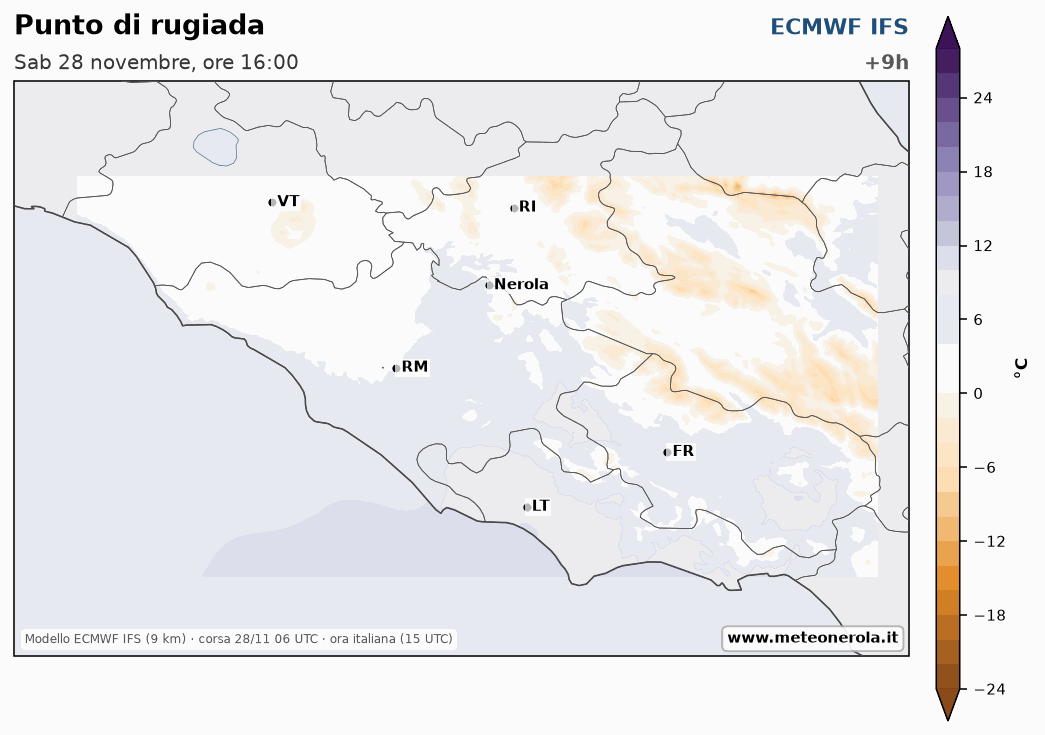 Punto di rugiada
ECMWF IFS
Sab 28 novembre, ore 16:00
+9h
VT
RI
Nerola
RM
FR
LT
24
18
12
6
0
−6
−12
−18
−24
°C
Modello ECMWF IFS (9 km) · corsa 28/11 06 UTC · ora italiana (15 UTC)
www.meteonerola.it